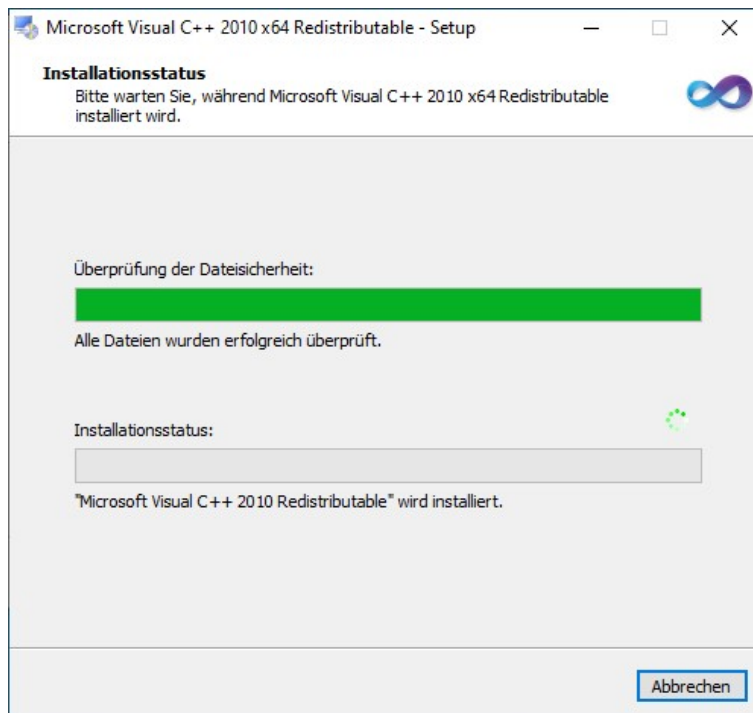 Microsoft Visual C++ 2010 x64 Redistributable - Setup
Installationsstatus
Bitte warten Sie, während Microsoft Visual C++ 2010 x64 Redistributable
installiert wird.
Überprüfung der Dateisicherheit:
Alle Dateien wurden erfolgreich überprüft.
Installationsstatus:
"Microsoft Visual C++ 2010 Redistributable" wird installiert.
Abbrechen